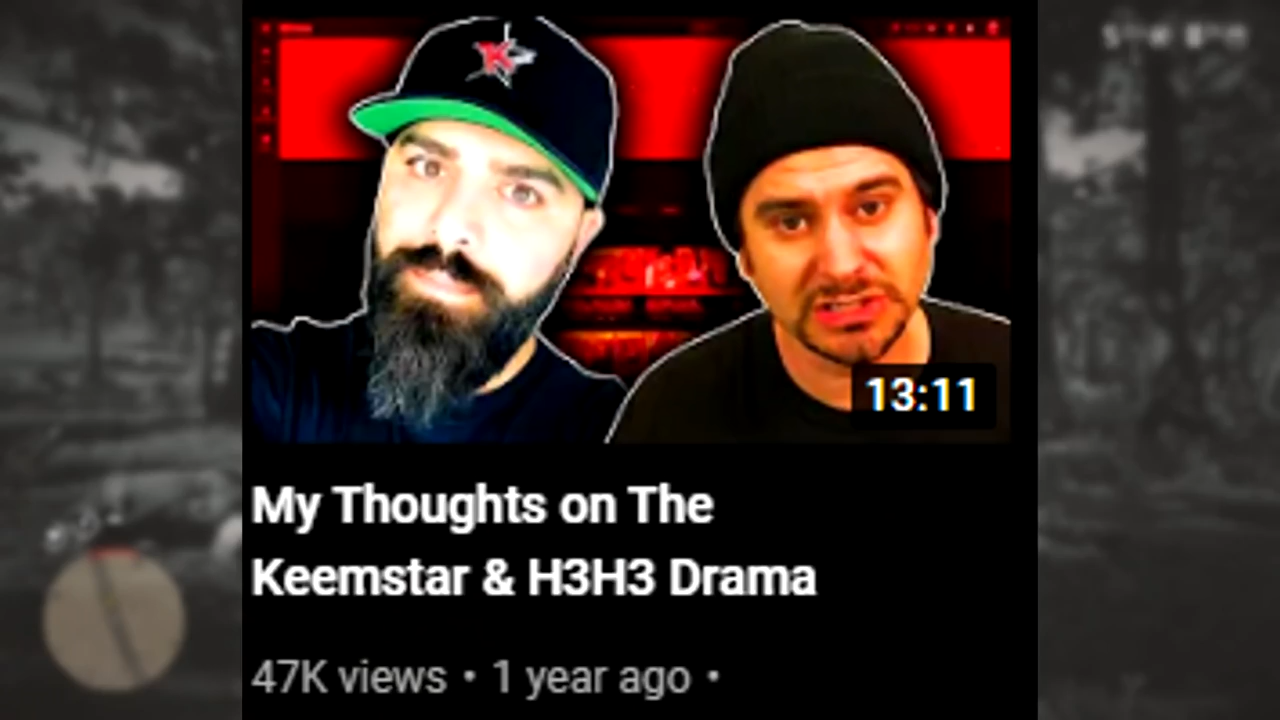 13:11
My Thoughts on The
Keemstar & H3H3 Drama
47K views • 1 year ago •